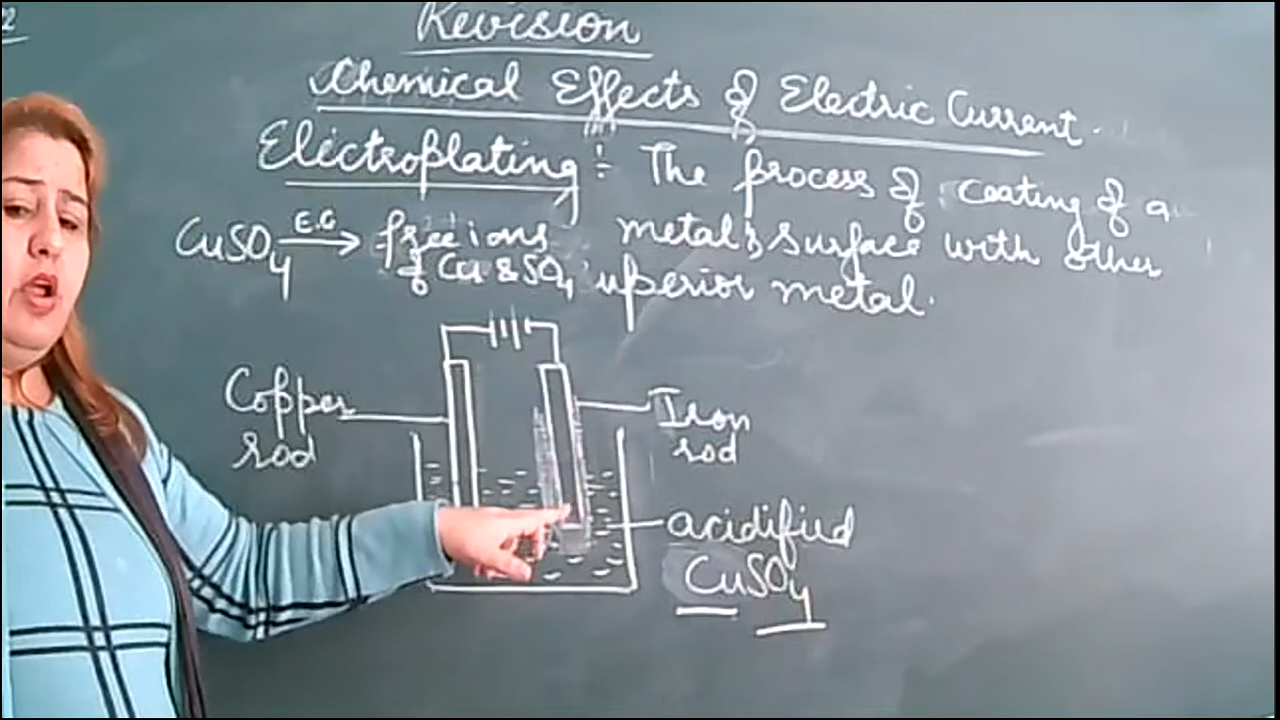 Revision
Chemical Effects of Electric Current.
Electroplating :- The process of coating of a
metal's surface with other
superior metal.
CuSO4 E.C → free ions
of Cu & SO4
Copper
rod
Iron
rod
acidified
CuSO4